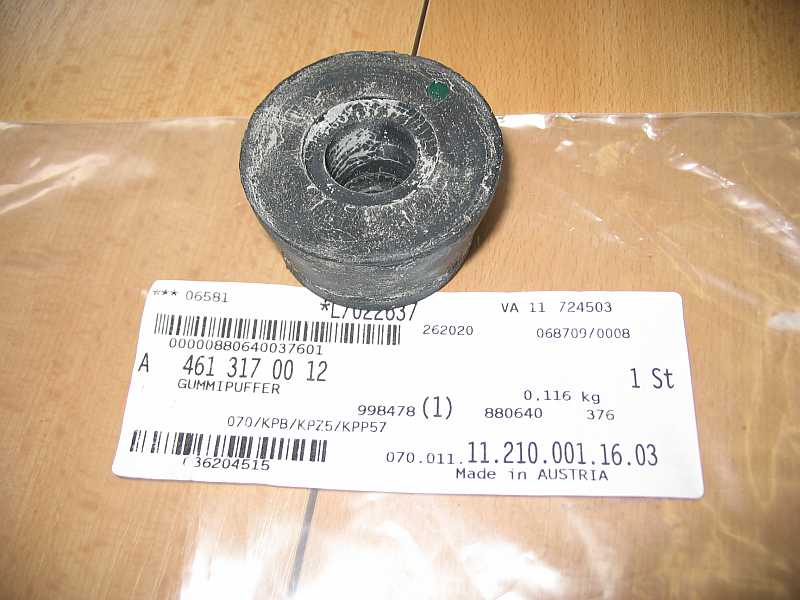 *** 06581
*L7022637
VA 11 724503
262020
068709/0008
00000880640037601
A 461 317 00 12
1 St
GUMMIPUFFER
0,116 kg
998478 (1) 880640 376
070/KPB/KPZ5/KPP57
070.011.11.210.001.16.03
036204515
Made in AUSTRIA